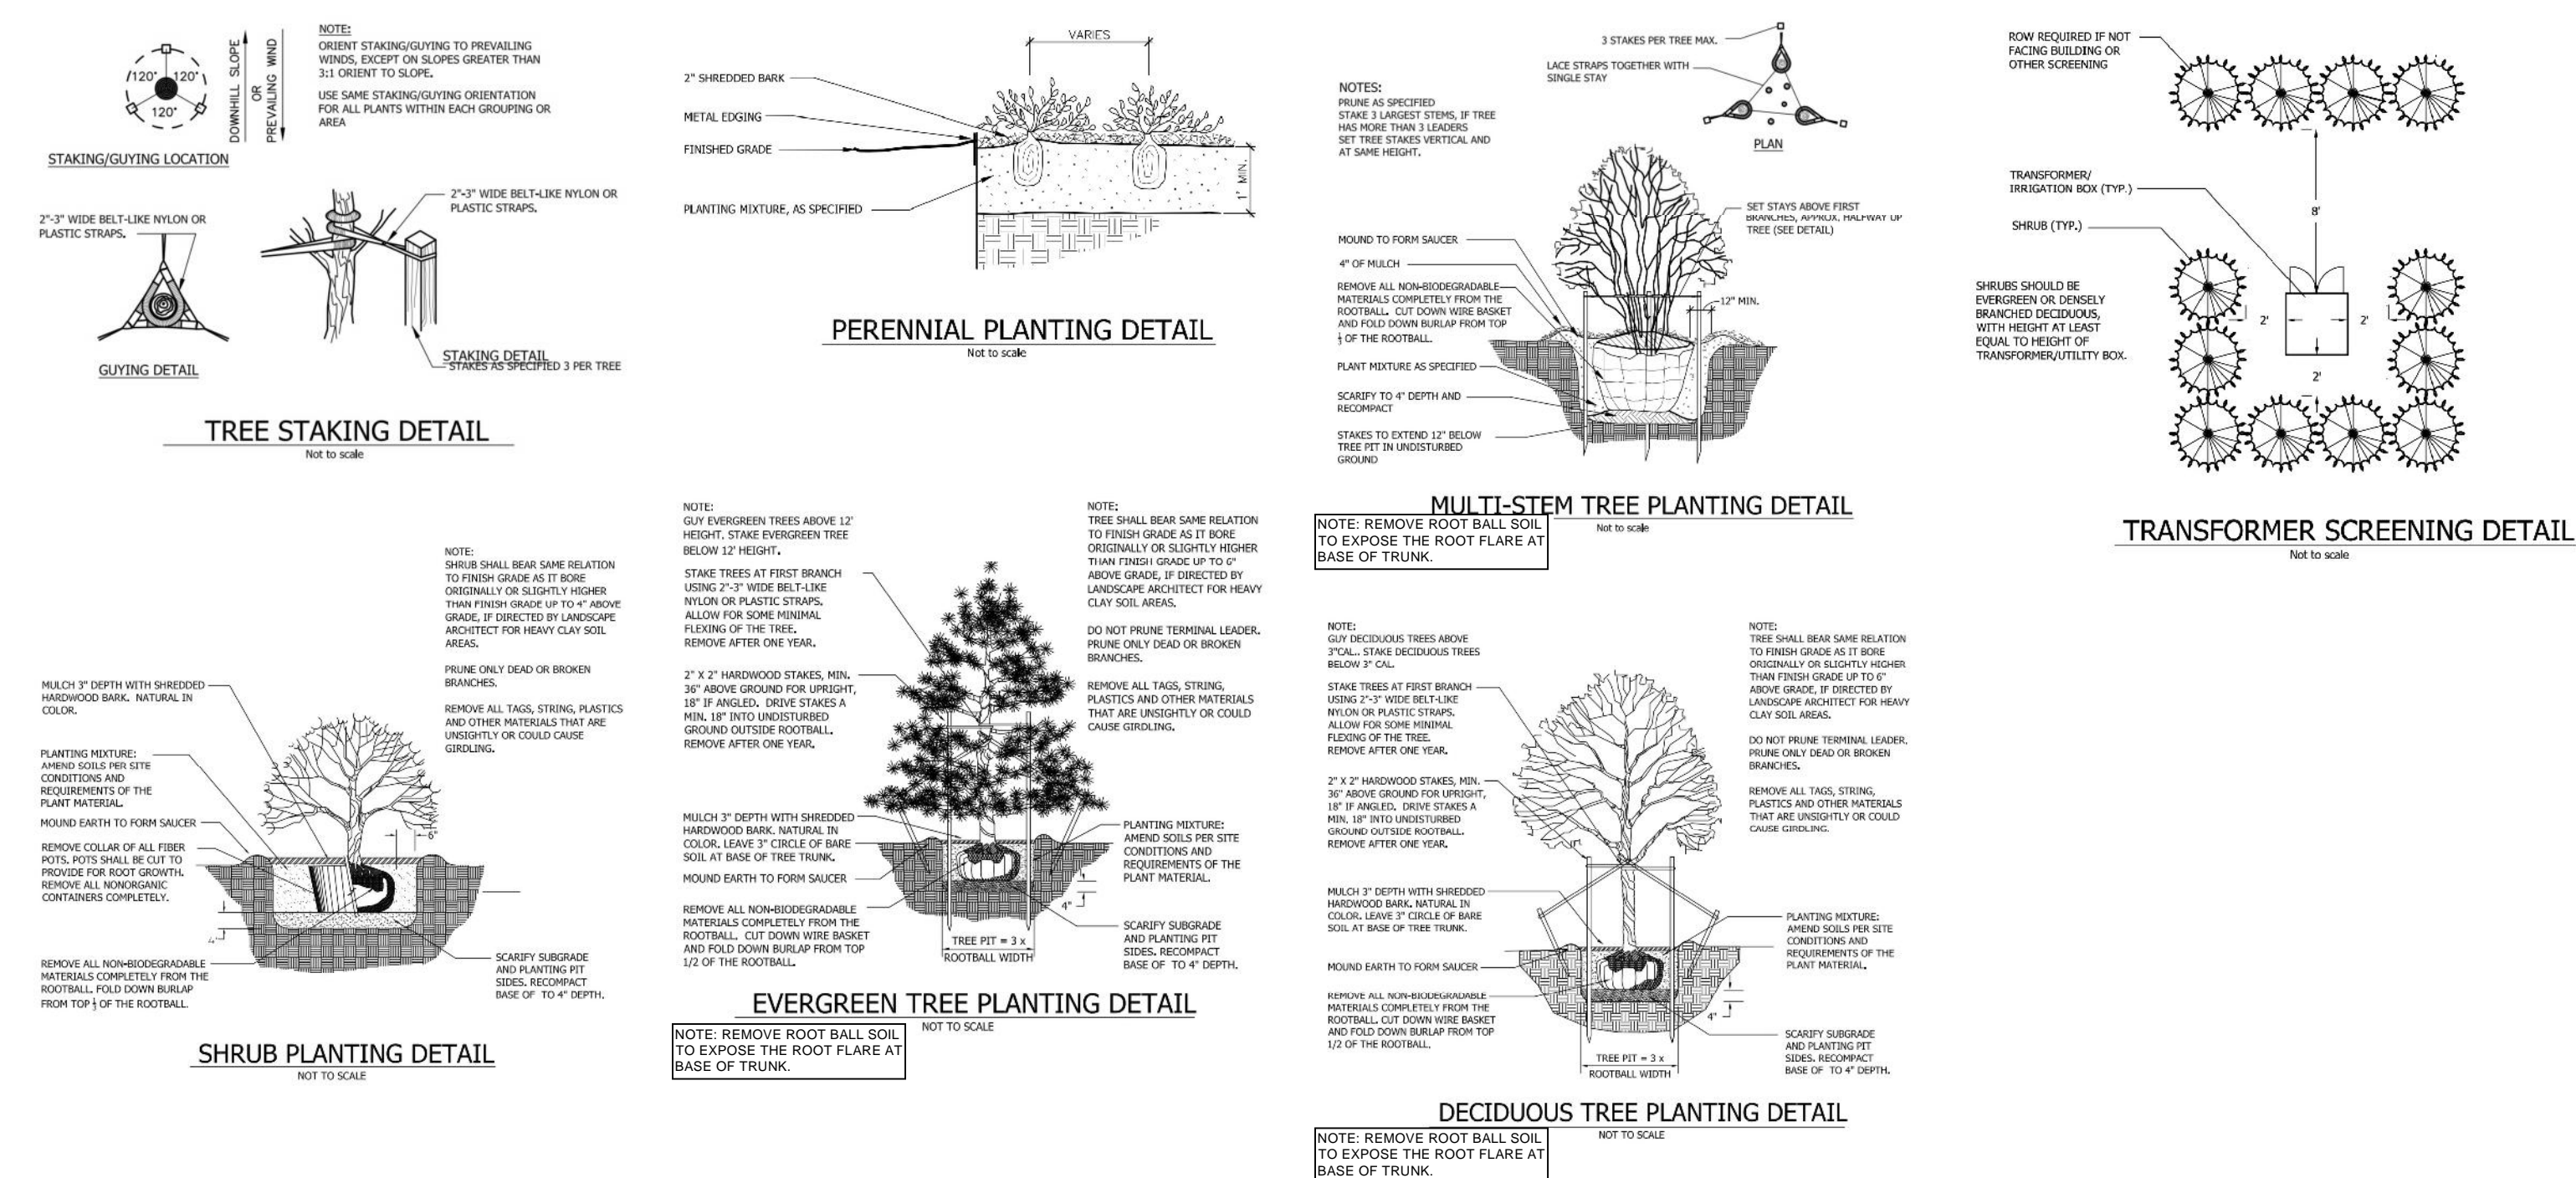 NOTE:
ORIENT STAKING/GUYING TO PREVAILING
WINDS, EXCEPT ON SLOPES GREATER THAN
3:1 ORIENT TO SLOPE.
USE SAME STAKING/GUYING ORIENTATION
FOR ALL PLANTS WITHIN EACH GROUPING OR
AREA
120°
120°
120°
DOWNHILL SLOPE
OR
PREVAILING WIND
STAKING/GUYING LOCATION
2"-3" WIDE BELT-LIKE NYLON OR
PLASTIC STRAPS.
2"-3" WIDE BELT-LIKE NYLON OR
PLASTIC STRAPS.
STAKING DETAIL
STAKES AS SPECIFIED 3 PER TREE
GUYING DETAIL
TREE STAKING DETAIL
Not to scale
VARIES
2" SHREDDED BARK
METAL EDGING
FINISHED GRADE
PLANTING MIXTURE, AS SPECIFIED
1' MIN.
PERENNIAL PLANTING DETAIL
Not to scale
3 STAKES PER TREE MAX.
LACE STRAPS TOGETHER WITH
SINGLE STAY
PLAN
NOTES:
PRUNE AS SPECIFIED
STAKE 3 LARGEST STEMS, IF TREE
HAS MORE THAN 3 LEADERS
SET TREE STAKES VERTICAL AND
AT SAME HEIGHT.
SET STAYS ABOVE FIRST
BRANCHES, APPROX. HALFWAY UP
TREE (SEE DETAIL)
MOUND TO FORM SAUCER
4" OF MULCH
REMOVE ALL NON-BIODEGRADABLE
MATERIALS COMPLETELY FROM THE
ROOTBALL. CUT DOWN WIRE BASKET
AND FOLD DOWN BURLAP FROM TOP
⅓ OF THE ROOTBALL.
12" MIN.
PLANT MIXTURE AS SPECIFIED
SCARIFY TO 4" DEPTH AND
RECOMPACT
STAKES TO EXTEND 12" BELOW
TREE PIT IN UNDISTURBED
GROUND
MULTI-STEM TREE PLANTING DETAIL
Not to scale
NOTE: REMOVE ROOT BALL SOIL
TO EXPOSE THE ROOT FLARE AT
BASE OF TRUNK.
ROW REQUIRED IF NOT
FACING BUILDING OR
OTHER SCREENING
TRANSFORMER/
IRRIGATION BOX (TYP.)
SHRUB (TYP.)
SHRUBS SHOULD BE
EVERGREEN OR DENSELY
BRANCHED DECIDUOUS,
WITH HEIGHT AT LEAST
EQUAL TO HEIGHT OF
TRANSFORMER/UTILITY BOX.
8'
2'
2'
2'
TRANSFORMER SCREENING DETAIL
Not to scale
NOTE:
SHRUB SHALL BEAR SAME RELATION
TO FINISH GRADE AS IT BORE
ORIGINALLY OR SLIGHTLY HIGHER
THAN FINISH GRADE UP TO 4" ABOVE
GRADE, IF DIRECTED BY LANDSCAPE
ARCHITECT FOR HEAVY CLAY SOIL
AREAS.
PRUNE ONLY DEAD OR BROKEN
BRANCHES.
REMOVE ALL TAGS, STRING, PLASTICS
AND OTHER MATERIALS THAT ARE
UNSIGHTLY OR COULD CAUSE
GIRDLING.
MULCH 3" DEPTH WITH SHREDDED
HARDWOOD BARK. NATURAL IN
COLOR.
PLANTING MIXTURE:
AMEND SOILS PER SITE
CONDITIONS AND
REQUIREMENTS OF THE
PLANT MATERIAL.
MOUND EARTH TO FORM SAUCER
REMOVE COLLAR OF ALL FIBER
POTS. POTS SHALL BE CUT TO
PROVIDE FOR ROOT GROWTH.
REMOVE ALL NONORGANIC
CONTAINERS COMPLETELY.
6"
4"
REMOVE ALL NON-BIODEGRADABLE
MATERIALS COMPLETELY FROM THE
ROOTBALL. FOLD DOWN BURLAP
FROM TOP ⅓ OF THE ROOTBALL.
SCARIFY SUBGRADE
AND PLANTING PIT
SIDES. RECOMPACT
BASE OF TO 4" DEPTH.
SHRUB PLANTING DETAIL
NOT TO SCALE
NOTE:
GUY EVERGREEN TREES ABOVE 12'
HEIGHT. STAKE EVERGREEN TREE
BELOW 12' HEIGHT.
STAKE TREES AT FIRST BRANCH
USING 2"-3" WIDE BELT-LIKE
NYLON OR PLASTIC STRAPS.
ALLOW FOR SOME MINIMAL
FLEXING OF THE TREE.
REMOVE AFTER ONE YEAR.
2" X 2" HARDWOOD STAKES, MIN.
36" ABOVE GROUND FOR UPRIGHT,
18" IF ANGLED. DRIVE STAKES A
MIN. 18" INTO UNDISTURBED
GROUND OUTSIDE ROOTBALL.
REMOVE AFTER ONE YEAR.
MULCH 3" DEPTH WITH SHREDDED
HARDWOOD BARK. NATURAL IN
COLOR. LEAVE 3" CIRCLE OF BARE
SOIL AT BASE OF TREE TRUNK.
MOUND EARTH TO FORM SAUCER
REMOVE ALL NON-BIODEGRADABLE
MATERIALS COMPLETELY FROM THE
ROOTBALL. CUT DOWN WIRE BASKET
AND FOLD DOWN BURLAP FROM TOP
1/2 OF THE ROOTBALL.
NOTE:
TREE SHALL BEAR SAME RELATION
TO FINISH GRADE AS IT BORE
ORIGINALLY OR SLIGHTLY HIGHER
THAN FINISH GRADE UP TO 6"
ABOVE GRADE, IF DIRECTED BY
LANDSCAPE ARCHITECT FOR HEAVY
CLAY SOIL AREAS.
DO NOT PRUNE TERMINAL LEADER.
PRUNE ONLY DEAD OR BROKEN
BRANCHES.
REMOVE ALL TAGS, STRING,
PLASTICS AND OTHER MATERIALS
THAT ARE UNSIGHTLY OR COULD
CAUSE GIRDLING.
PLANTING MIXTURE:
AMEND SOILS PER SITE
CONDITIONS AND
REQUIREMENTS OF THE
PLANT MATERIAL.
4"
SCARIFY SUBGRADE
AND PLANTING PIT
SIDES. RECOMPACT
BASE OF TO 4" DEPTH.
TREE PIT = 3 x
ROOTBALL WIDTH
EVERGREEN TREE PLANTING DETAIL
NOT TO SCALE
NOTE: REMOVE ROOT BALL SOIL
TO EXPOSE THE ROOT FLARE AT
BASE OF TRUNK.
NOTE:
GUY DECIDUOUS TREES ABOVE
3"CAL.. STAKE DECIDUOUS TREES
BELOW 3" CAL.
STAKE TREES AT FIRST BRANCH
USING 2"-3" WIDE BELT-LIKE
NYLON OR PLASTIC STRAPS.
ALLOW FOR SOME MINIMAL
FLEXING OF THE TREE.
REMOVE AFTER ONE YEAR.
2" X 2" HARDWOOD STAKES, MIN.
36" ABOVE GROUND FOR UPRIGHT,
18" IF ANGLED. DRIVE STAKES A
MIN. 18" INTO UNDISTURBED
GROUND OUTSIDE ROOTBALL.
REMOVE AFTER ONE YEAR.
MULCH 3" DEPTH WITH SHREDDED
HARDWOOD BARK. NATURAL IN
COLOR. LEAVE 3" CIRCLE OF BARE
SOIL AT BASE OF TREE TRUNK.
MOUND EARTH TO FORM SAUCER
REMOVE ALL NON-BIODEGRADABLE
MATERIALS COMPLETELY FROM THE
ROOTBALL. CUT DOWN WIRE BASKET
AND FOLD DOWN BURLAP FROM TOP
1/2 OF THE ROOTBALL.
NOTE:
TREE SHALL BEAR SAME RELATION
TO FINISH GRADE AS IT BORE
ORIGINALLY OR SLIGHTLY HIGHER
THAN FINISH GRADE UP TO 6"
ABOVE GRADE, IF DIRECTED BY
LANDSCAPE ARCHITECT FOR HEAVY
CLAY SOIL AREAS.
DO NOT PRUNE TERMINAL LEADER.
PRUNE ONLY DEAD OR BROKEN
BRANCHES.
REMOVE ALL TAGS, STRING,
PLASTICS AND OTHER MATERIALS
THAT ARE UNSIGHTLY OR COULD
CAUSE GIRDLING.
PLANTING MIXTURE:
AMEND SOILS PER SITE
CONDITIONS AND
REQUIREMENTS OF THE
PLANT MATERIAL.
4"
SCARIFY SUBGRADE
AND PLANTING PIT
SIDES. RECOMPACT
BASE OF TO 4" DEPTH.
TREE PIT = 3 x
ROOTBALL WIDTH
DECIDUOUS TREE PLANTING DETAIL
NOT TO SCALE
NOTE: REMOVE ROOT BALL SOIL
TO EXPOSE THE ROOT FLARE AT
BASE OF TRUNK.